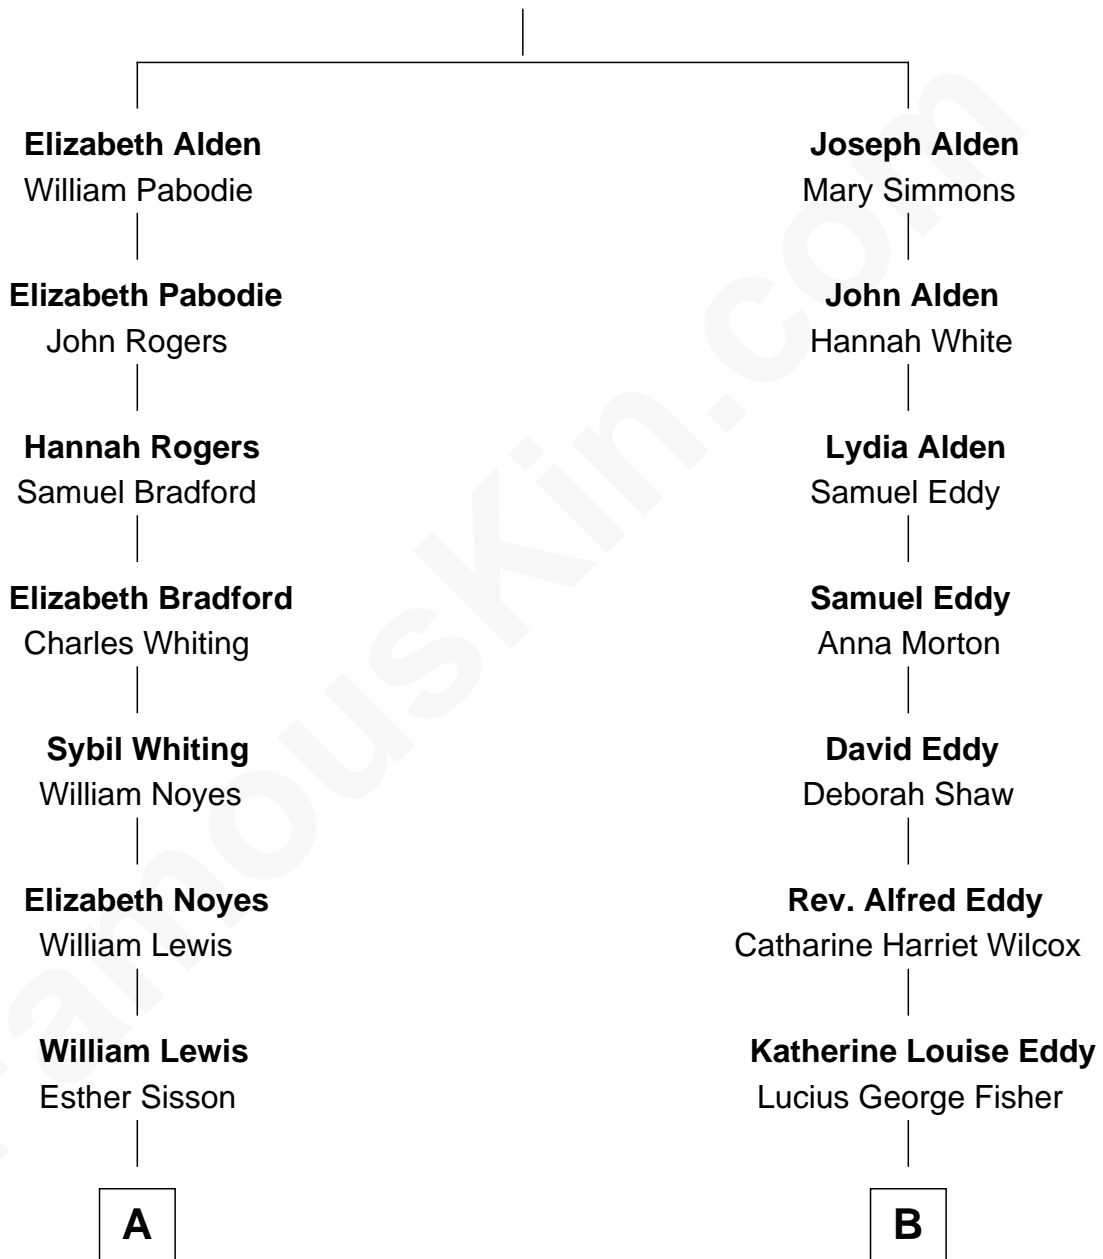 Elizabeth Alden
William Pabodie
Elizabeth Pabodie
John Rogers
Hannah Rogers
Samuel Bradford
Elizabeth Bradford
Charles Whiting
Sybil Whiting
William Noyes
Elizabeth Noyes
William Lewis
William Lewis
Esther Sisson
A
Joseph Alden
Mary Simmons
John Alden
Hannah White
Lydia Alden
Samuel Eddy
Samuel Eddy
Anna Morton
David Eddy
Deborah Shaw
Rev. Alfred Eddy
Catharine Harriet Wilcox
Katherine Louise Eddy
Lucius George Fisher
B
FamousKin.com